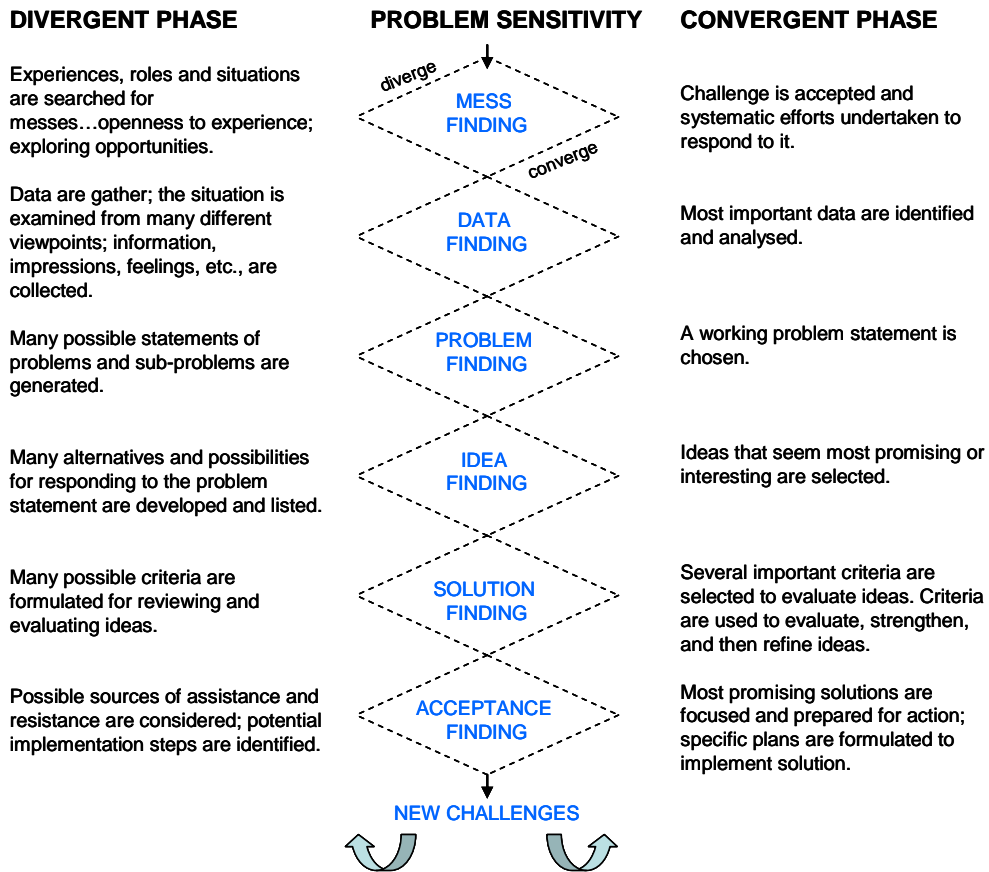 DIVERGENT PHASE
PROBLEM SENSITIVITY
CONVERGENT PHASE
Experiences, roles and situations
are searched for
messes…openness to experience;
exploring opportunities.
diverge
MESS
FINDING
converge
Challenge is accepted and
systematic efforts undertaken to
respond to it.
Data are gather; the situation is
examined from many different
viewpoints; information,
impressions, feelings, etc., are
collected.
DATA
FINDING
Most important data are identified
and analysed.
Many possible statements of
problems and sub-problems are
generated.
PROBLEM
FINDING
A working problem statement is
chosen.
Many alternatives and possibilities
for responding to the problem
statement are developed and listed.
IDEA
FINDING
Ideas that seem most promising or
interesting are selected.
Many possible criteria are
formulated for reviewing and
evaluating ideas.
SOLUTION
FINDING
Several important criteria are
selected to evaluate ideas. Criteria
are used to evaluate, strengthen,
and then refine ideas.
Possible sources of assistance and
resistance are considered; potential
implementation steps are identified.
ACCEPTANCE
FINDING
Most promising solutions are
focused and prepared for action;
specific plans are formulated to
implement solution.
NEW CHALLENGES